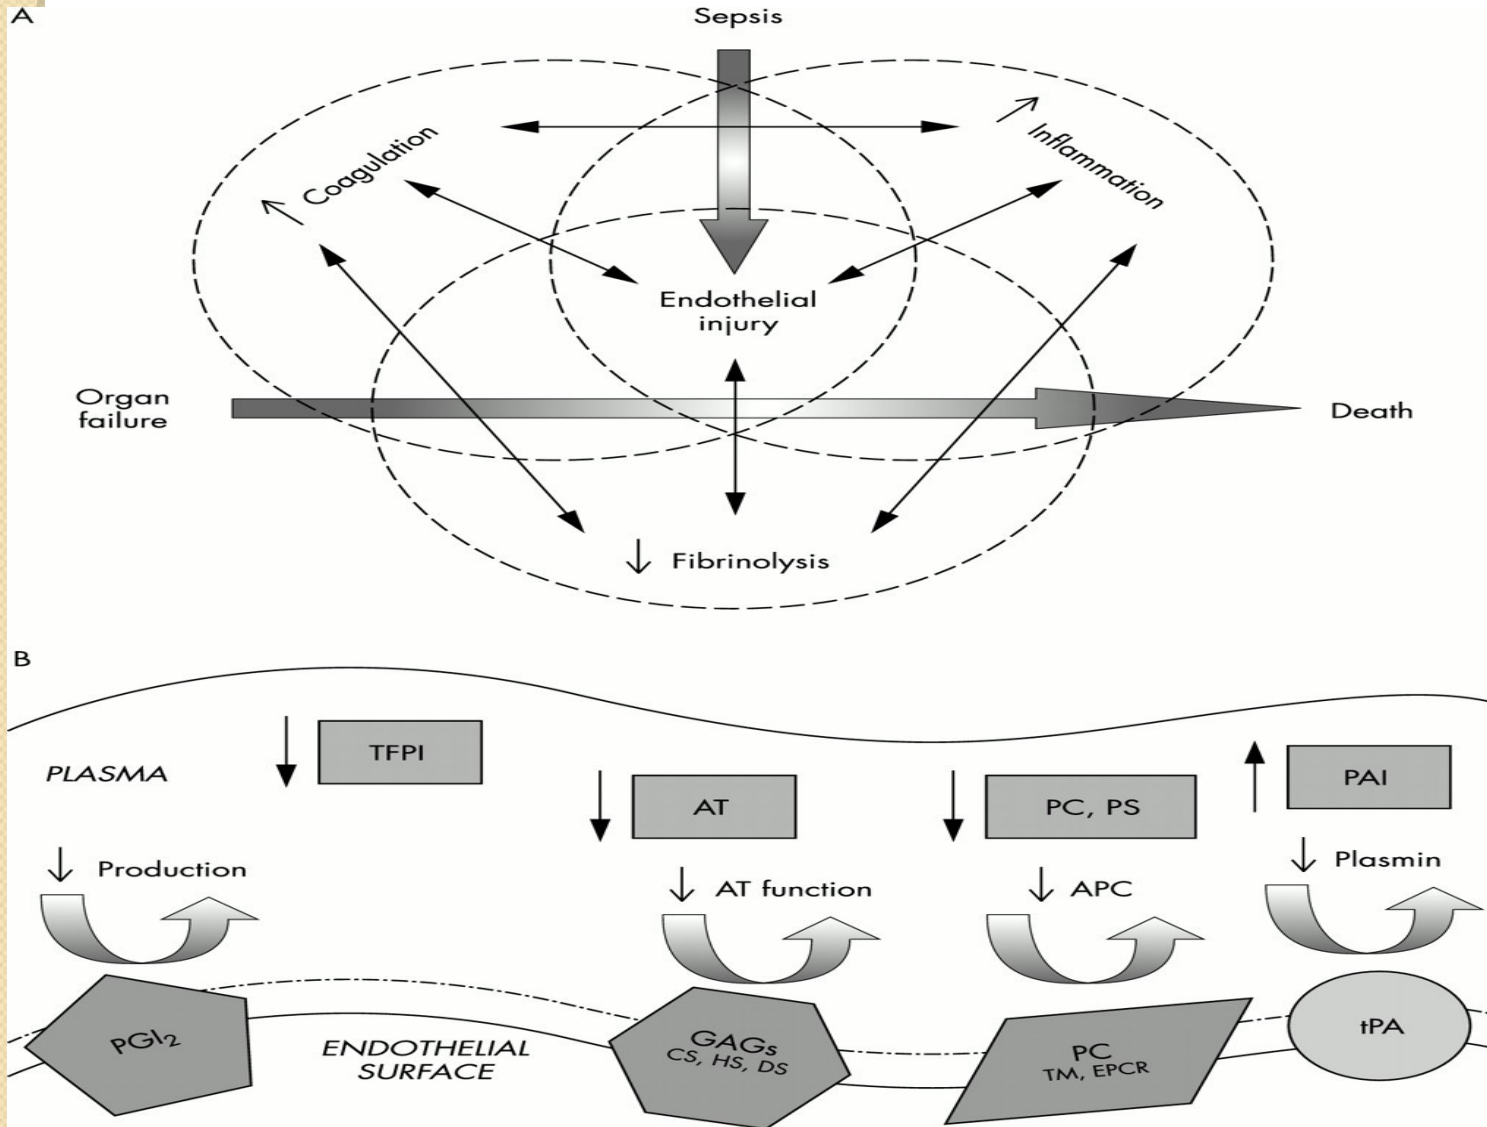 A
Sepsis
Coagulation
Inflammation
Endothelial
injury
Organ
failure
Death
↓ Fibrinolysis
B
PLASMA
↓ TFPI
↓ AT
↓ PC, PS
↑ PAI
↓ Production
↓ AT function
↓ APC
↓ Plasmin
PGI₂
ENDOTHELIAL
SURFACE
GAGs
CS, HS, DS
PC
TM, EPCR
tPA